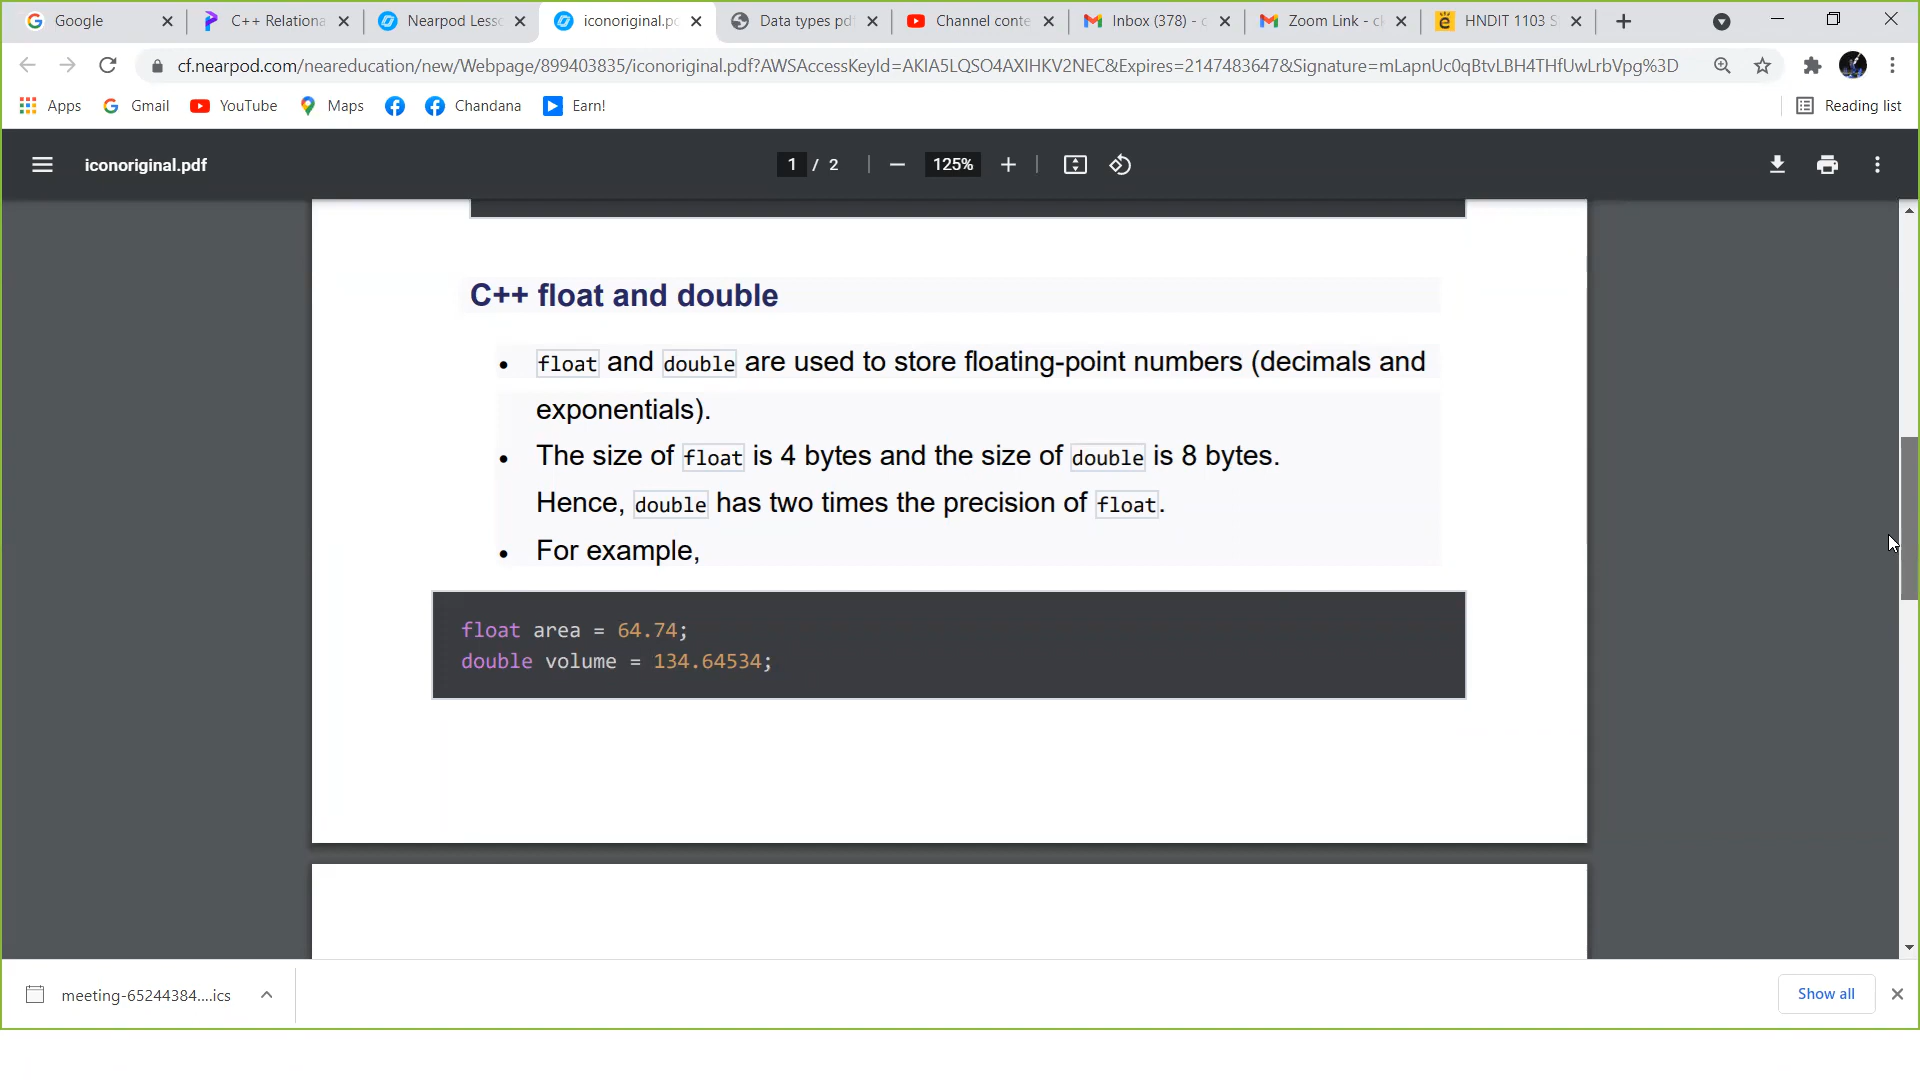 Google
C++ Relationa
Nearpod Lesso
iconoriginal.pd
Data types pdf
Channel conte
Inbox (378) - c
Zoom Link - ch
HNDIT 1103 S
cf.nearpod.com/neareducation/new/Webpage/899403835/iconoriginal.pdf?AWSAccessKeyId=AKIA5LQSO4AXIHKV2NEC&Expires=2147483647&Signature=mLapnUc0qBtvLBH4THfUwLrbVpg%3D
Apps
Gmail
YouTube
Maps
Chandana
Earn!
Reading list
iconoriginal.pdf
1 / 2
125%
C++ float and double
• float and double are used to store floating-point numbers (decimals and
exponentials).
• The size of float is 4 bytes and the size of double is 8 bytes.
Hence, double has two times the precision of float.
• For example,
float area = 64.74;
double volume = 134.64534;
meeting-65244384....ics
Show all